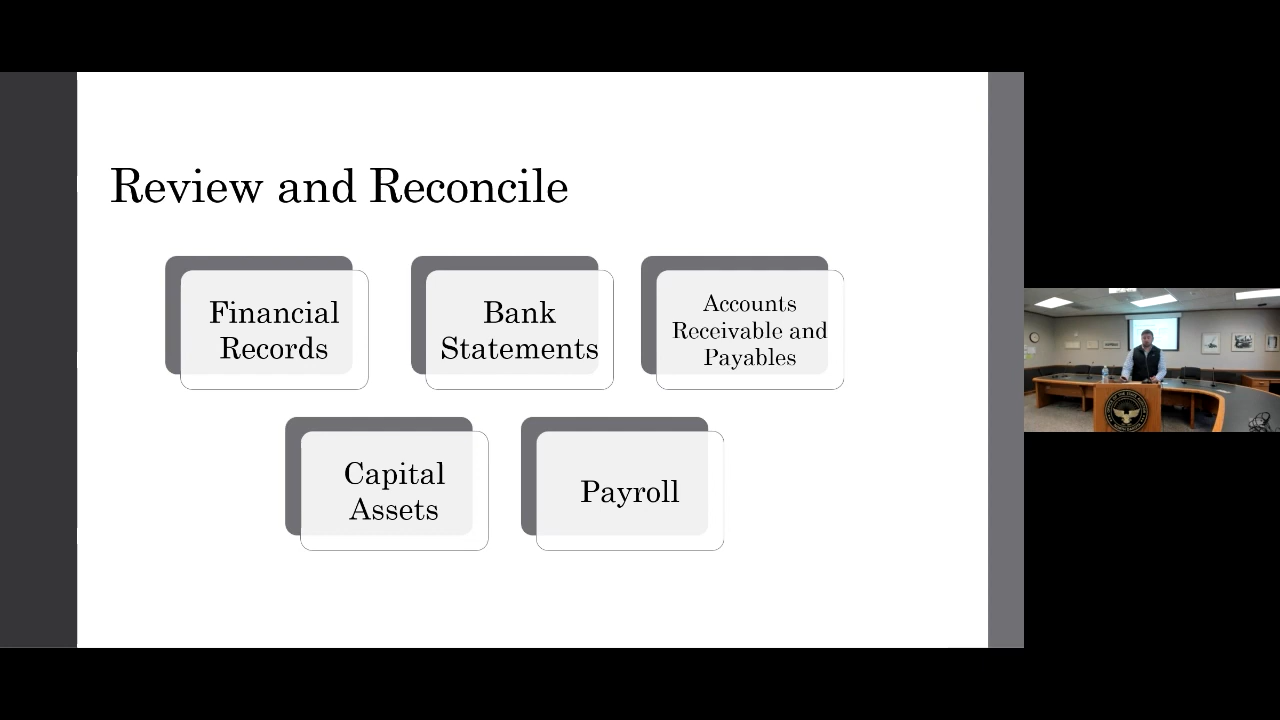 Review and Reconcile
Financial
Records
Bank
Statements
Accounts
Receivable and
Payables
Capital
Assets
Payroll